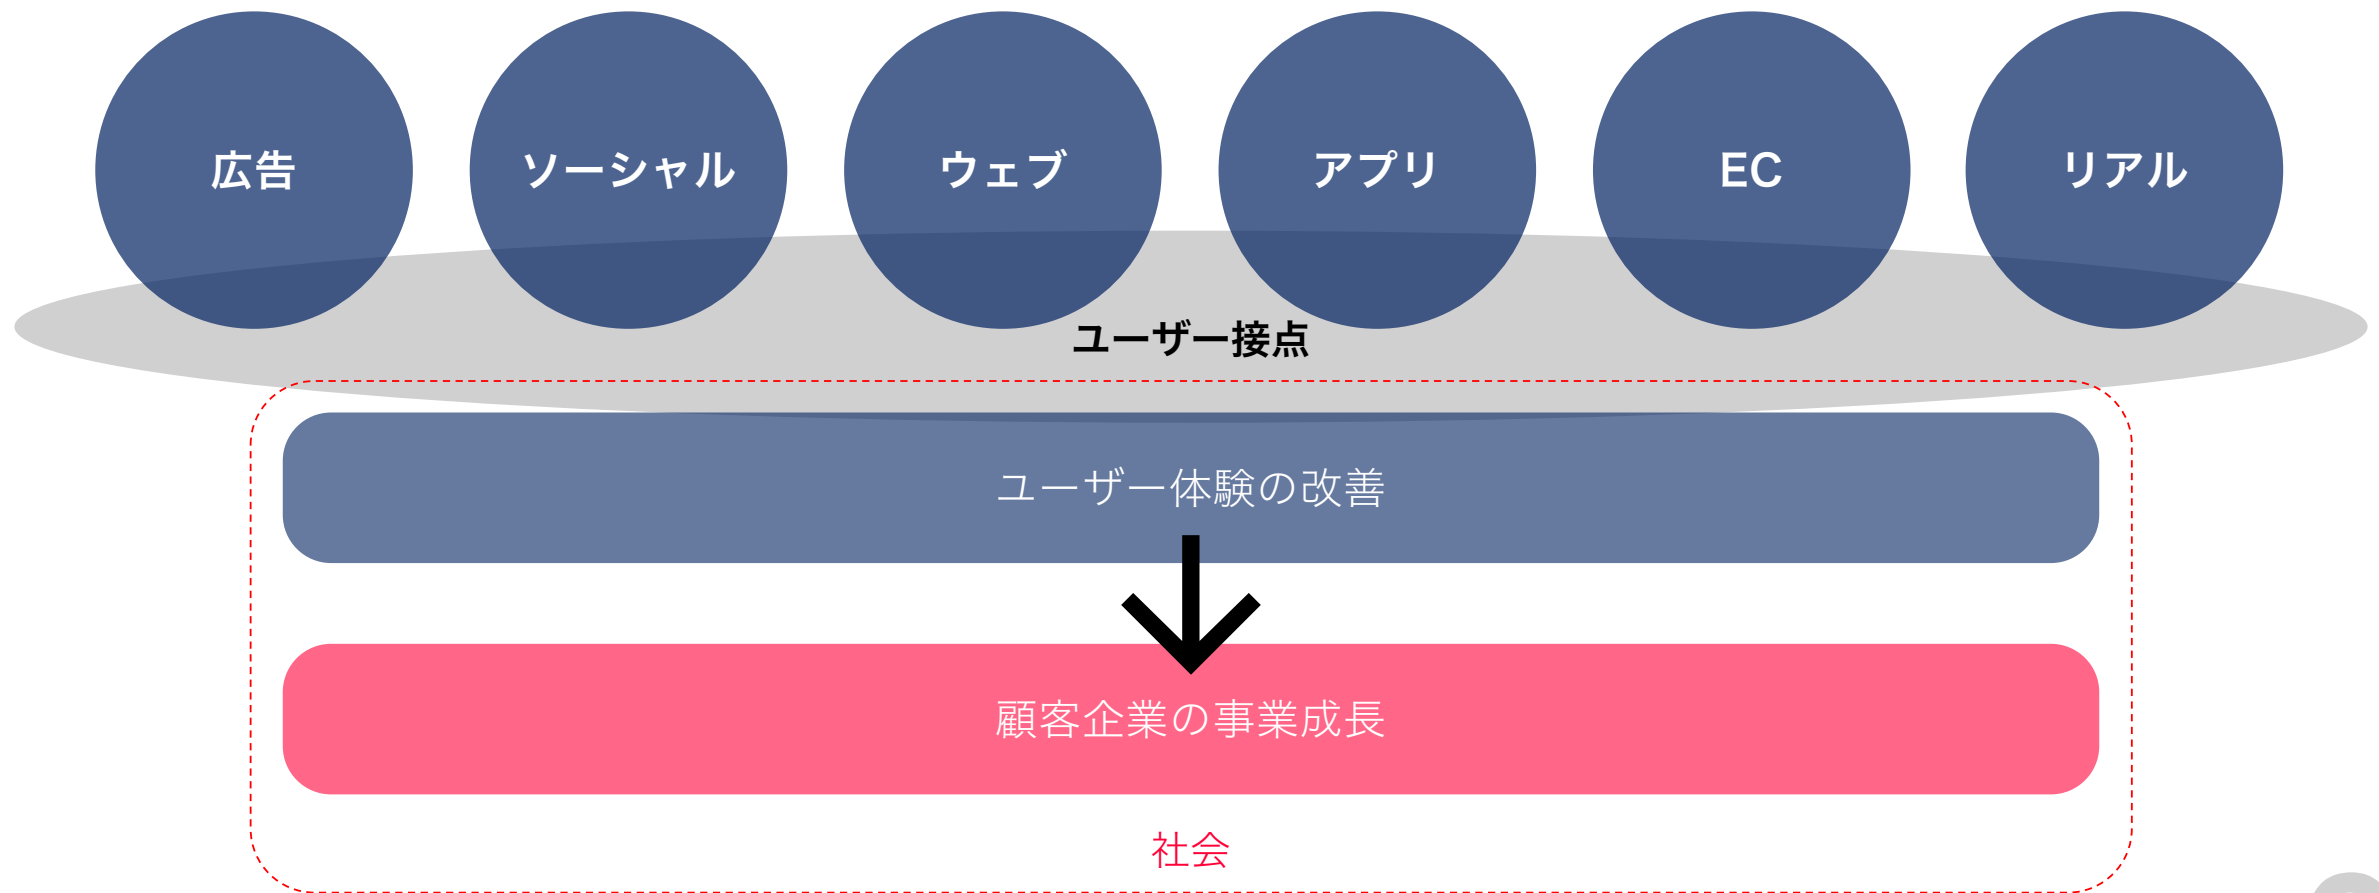 広告
ソーシャル
ウェブ
アプリ
EC
リアル
ユーザー接点
ユーザー体験の改善
顧客企業の事業成長
社会